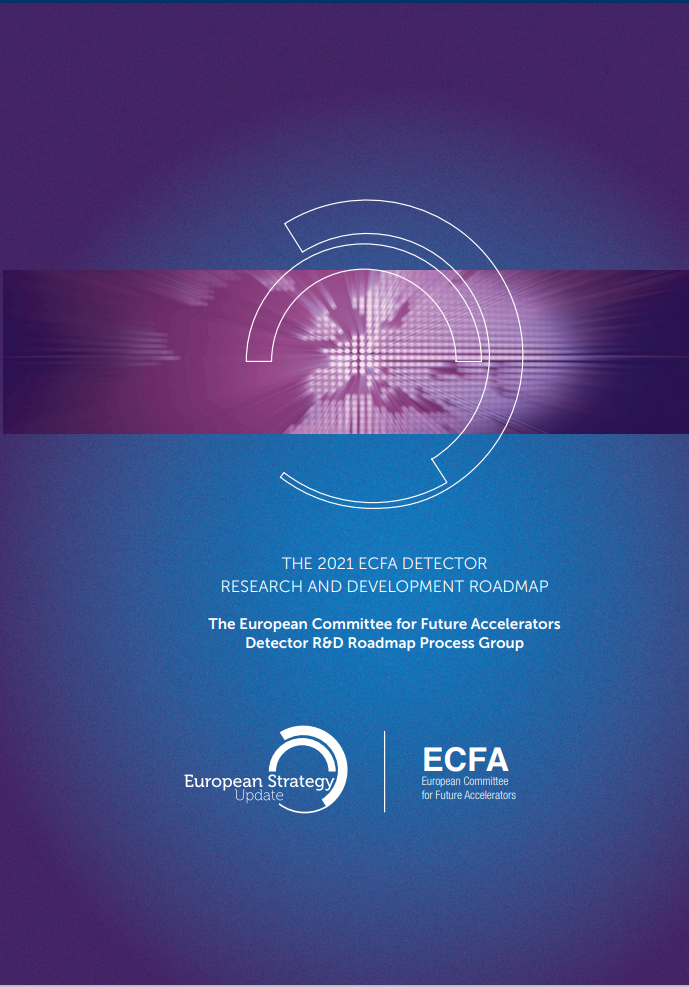 THE 2021 ECFA DETECTOR
RESEARCH AND DEVELOPMENT ROADMAP
The European Committee for Future Accelerators
Detector R&D Roadmap Process Group
European Strategy
Update
ECFA
European Committee
for Future Accelerators